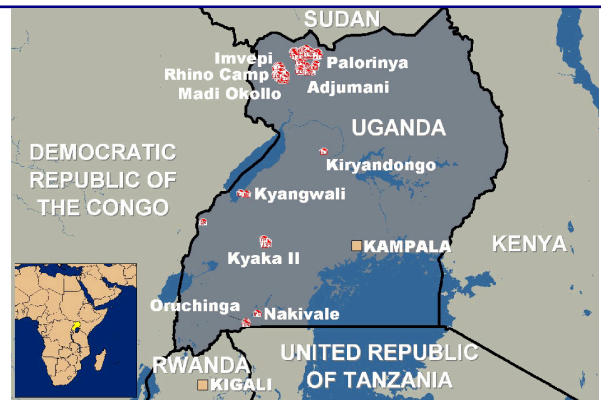 SUDAN
Imvepi
Palorinya
Rhino Camp
Adjumani
Madi Okollo
UGANDA
DEMOCRATIC
REPUBLIC OF
THE CONGO
Kiryandongo
Kyangwali
KAMPALA
KENYA
Kyaka II
Oruchinga
Nakivale
RWANDA
UNITED REPUBLIC
OF TANZANIA
KIGALI